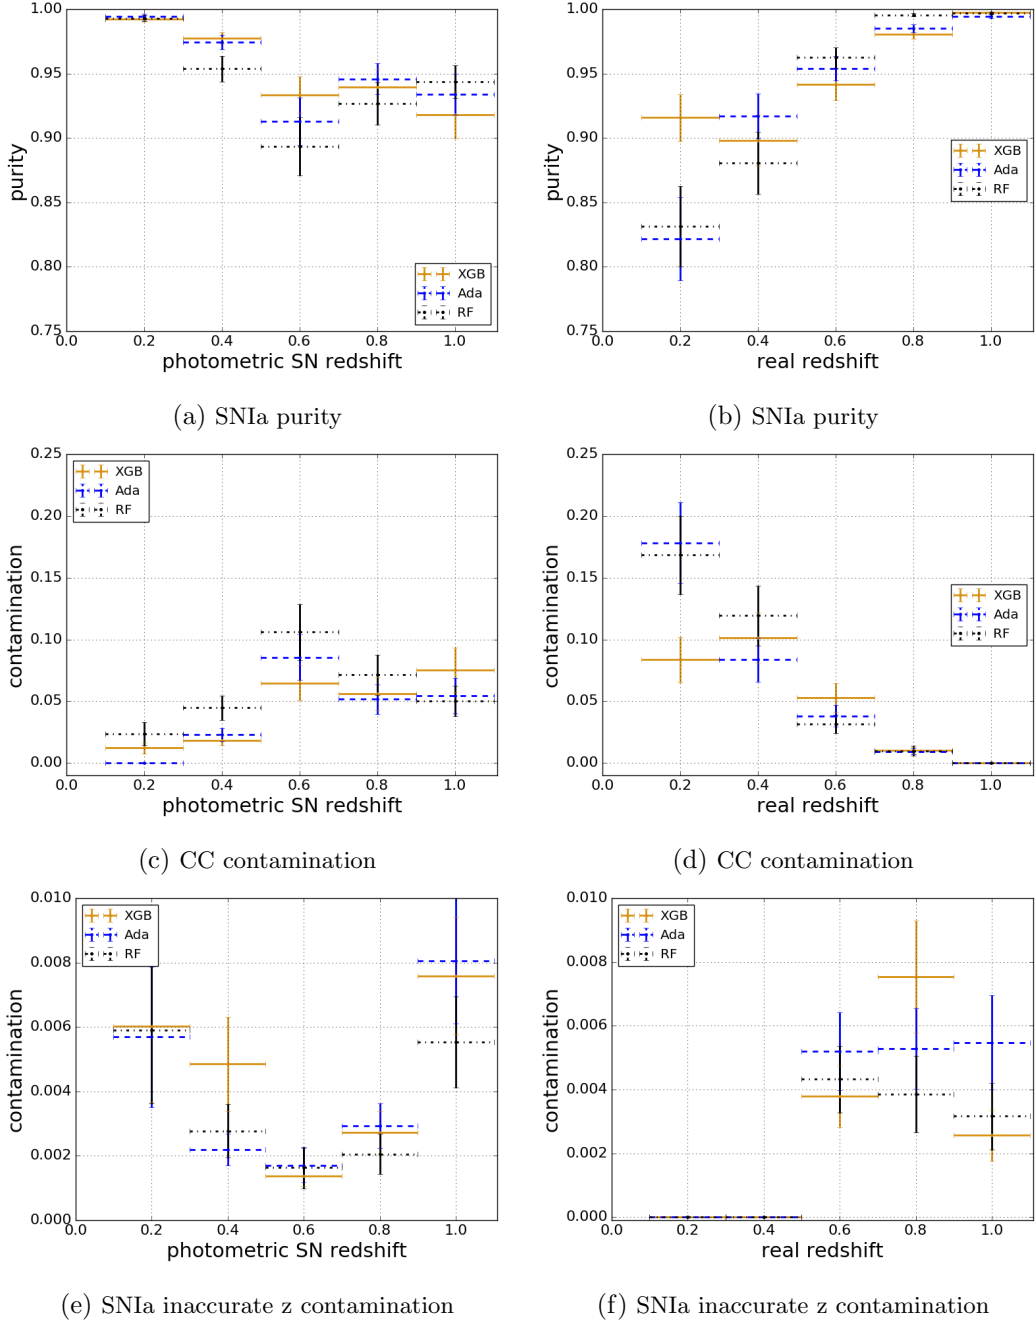 1.00
0.95
0.90
0.85
0.80
0.75
purity
0.0 0.2 0.4 0.6 0.8 1.0
photometric SN redshift
XGB
Ada
RF
(a) SNIa purity
1.00
0.95
0.90
0.85
0.80
0.75
purity
0.0 0.2 0.4 0.6 0.8 1.0
real redshift
XGB
Ada
RF
(b) SNIa purity
0.25
0.20
0.15
0.10
0.05
0.00
contamination
0.0 0.2 0.4 0.6 0.8 1.0
photometric SN redshift
XGB
Ada
RF
(c) CC contamination
0.25
0.20
0.15
0.10
0.05
0.00
contamination
0.0 0.2 0.4 0.6 0.8 1.0
real redshift
XGB
Ada
RF
(d) CC contamination
0.010
0.008
0.006
0.004
0.002
0.000
contamination
0.0 0.2 0.4 0.6 0.8 1.0
photometric SN redshift
XGB
Ada
RF
(e) SNIa inaccurate z contamination
0.010
0.008
0.006
0.004
0.002
0.000
contamination
0.0 0.2 0.4 0.6 0.8 1.0
real redshift
XGB
Ada
RF
(f) SNIa inaccurate z contamination